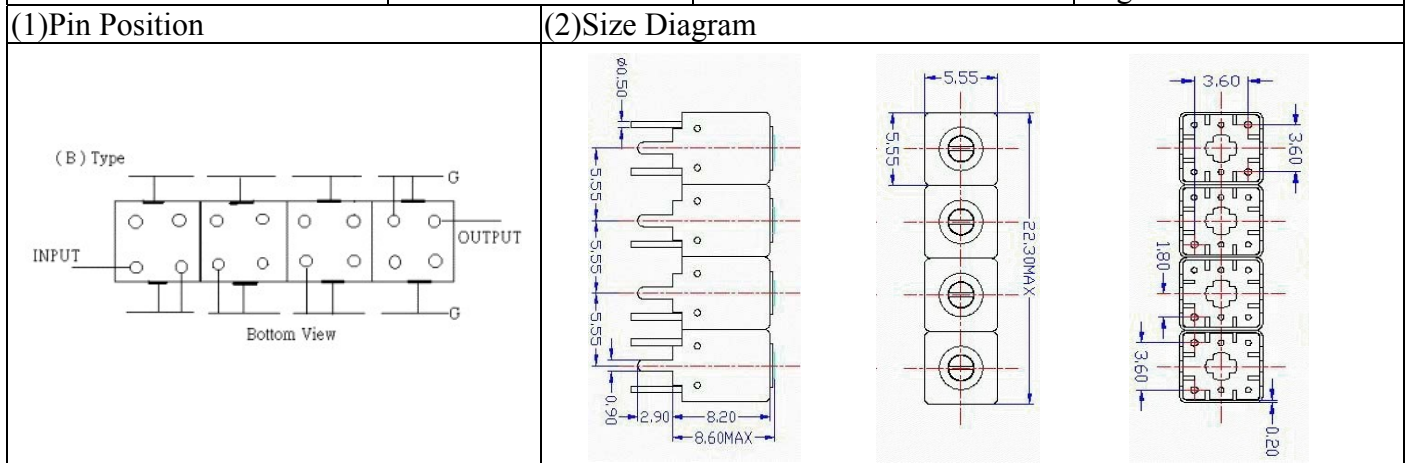 (1)Pin Position
(2)Size Diagram
( B ) Type
G
INPUT
OUTPUT
G
Bottom View
ø0.50
5.55
5.55
5.55
0.90
2.90
8.20
8.60MAX
5.55
5.55
22.30MAX
3.60
3.60
1.80
3.60
0.20